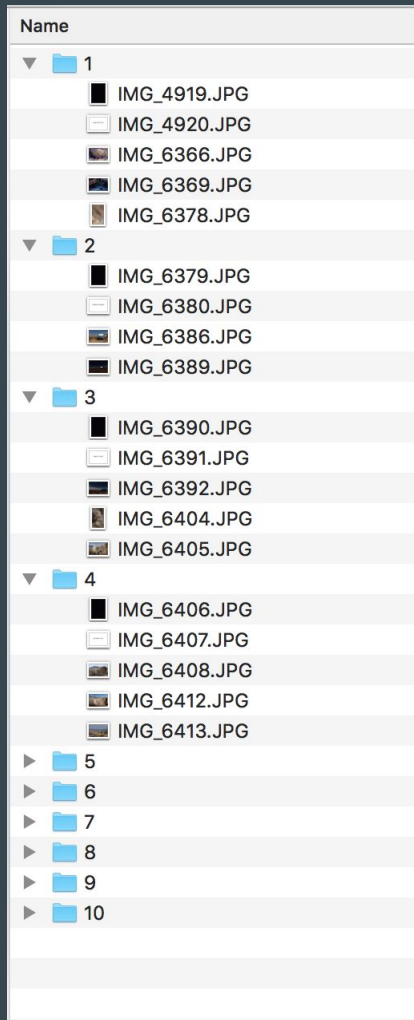 Name
1
IMG_4919.JPG
IMG_4920.JPG
IMG_6366.JPG
IMG_6369.JPG
IMG_6378.JPG
2
IMG_6379.JPG
IMG_6380.JPG
IMG_6386.JPG
IMG_6389.JPG
3
IMG_6390.JPG
IMG_6391.JPG
IMG_6392.JPG
IMG_6404.JPG
IMG_6405.JPG
4
IMG_6406.JPG
IMG_6407.JPG
IMG_6408.JPG
IMG_6412.JPG
IMG_6413.JPG
5
6
7
8
9
10